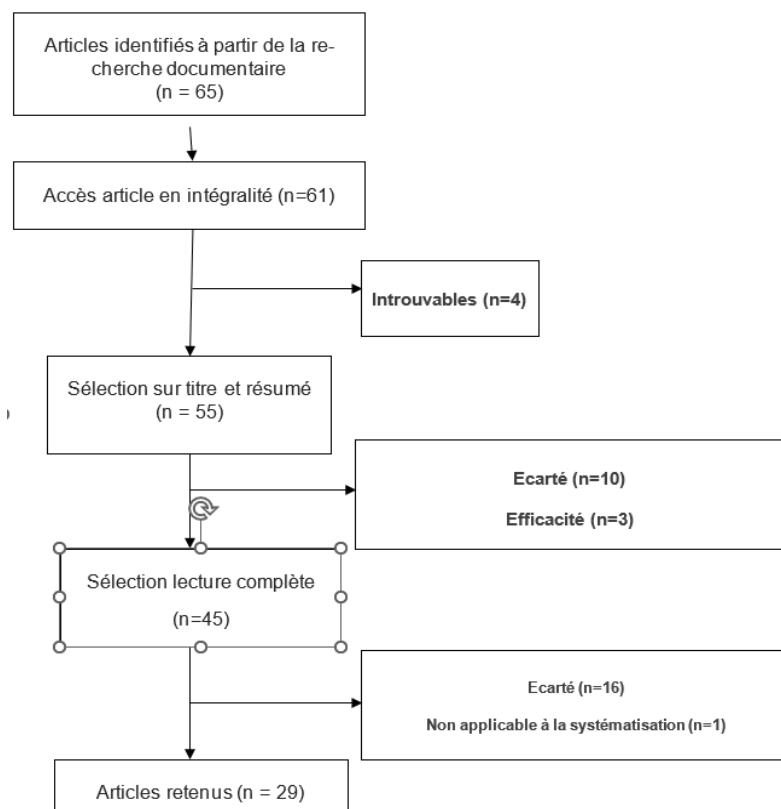 Articles identifiés à partir de la re-
cherche documentaire
(n = 65)
Accès article en intégralité (n=61)
Introuvables (n=4)
Sélection sur titre et résumé
(n = 55)
Ecarté (n=10)
Efficacité (n=3)
Sélection lecture complète
(n=45)
Ecarté (n=16)
Non applicable à la systématisation (n=1)
Articles retenus (n = 29)